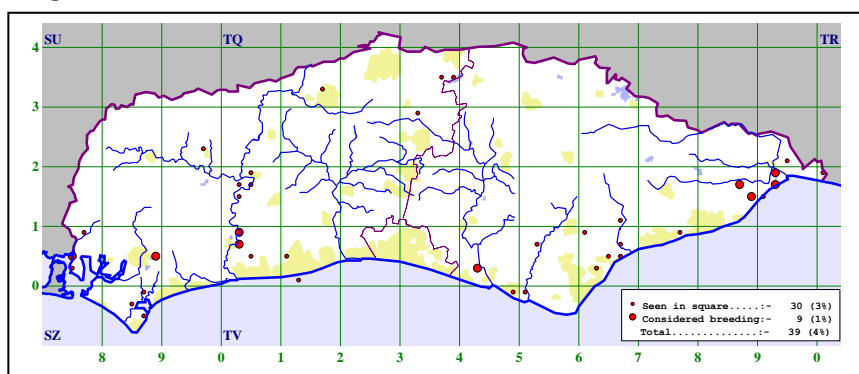 SU TQ TR
4
3
2
1
0
SZ TV
8 9 0 1 2 3 4 5 6 7 8 9 0
Seen in square.....:- 30 (3%)
Considered breeding:- 9 (1%)
Total..............:- 39 (4%)